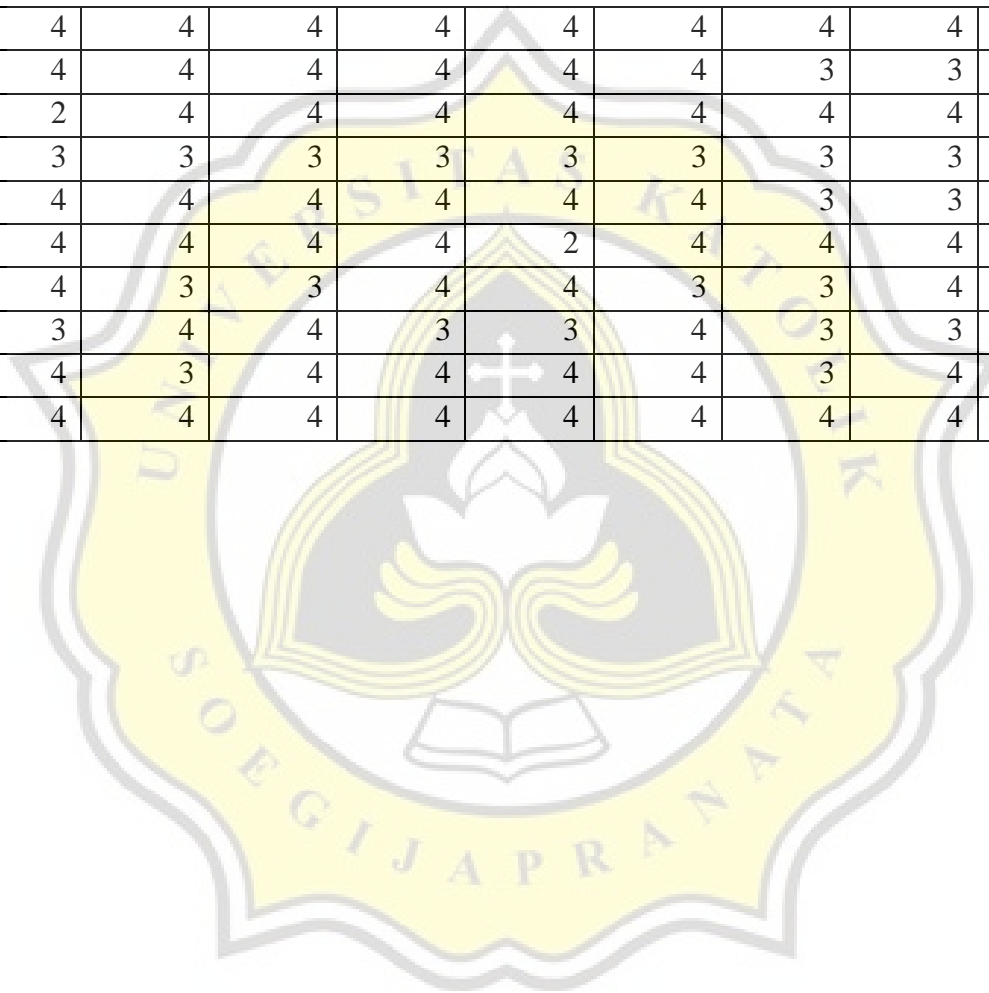 4 4 4 4 4 4 4 4
4 4 4 4 4 4 3 3
2 4 4 4 4 4 4 4
3 3 3 3 3 3 3 3
4 4 4 4 4 4 3 3
4 4 4 4 2 4 4 4
4 3 3 4 4 3 3 4
3 4 4 3 3 4 3 3
4 3 4 4 4 4 3 4
4 4 4 4 4 4 4 4
UNIVERSITAS KATOLIK
SOEGIJAPRANATA